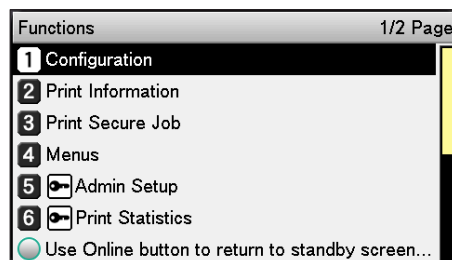 Functions 1/2 Page
1 Configuration
2 Print Information
3 Print Secure Job
4 Menus
5 Admin Setup
6 Print Statistics
Use Online button to return to standby screen...